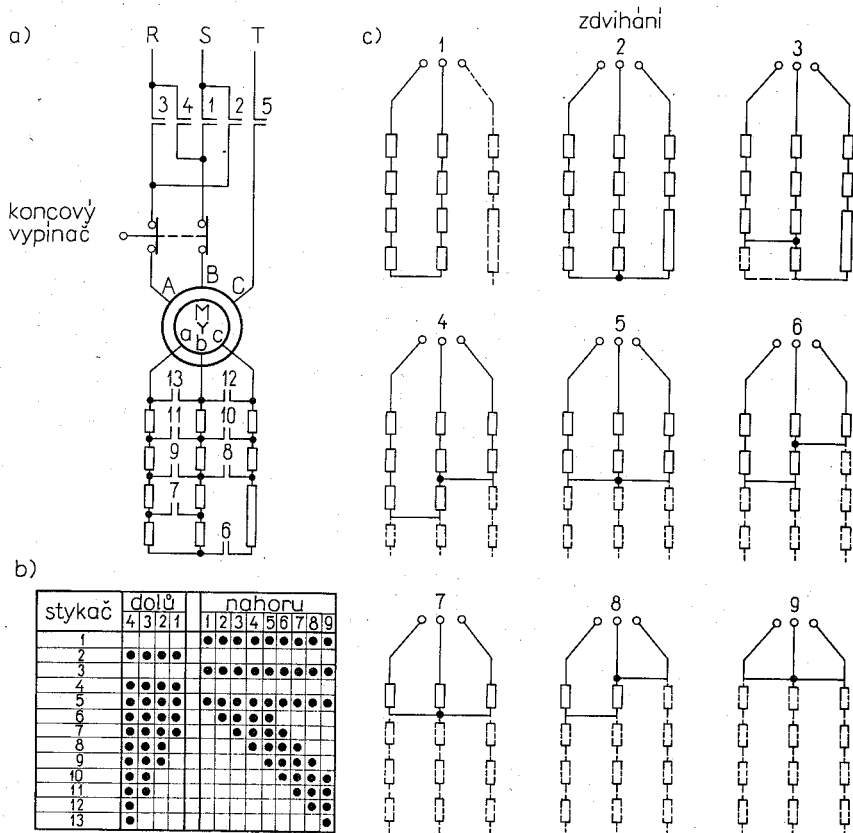 a)
R S T
3 4 1 2 5
koncový
vypínač
A B C
M
Y
a b c
13 12
11 10
9 8
7
6
b)
stykač dolů nahoru
4 3 2 1 1 2 3 4 5 6 7 8 9
1
2
3
4
5
6
7
8
9
10
11
12
13
c)
zdvihání
1 2 3
4 5 6
7 8 9